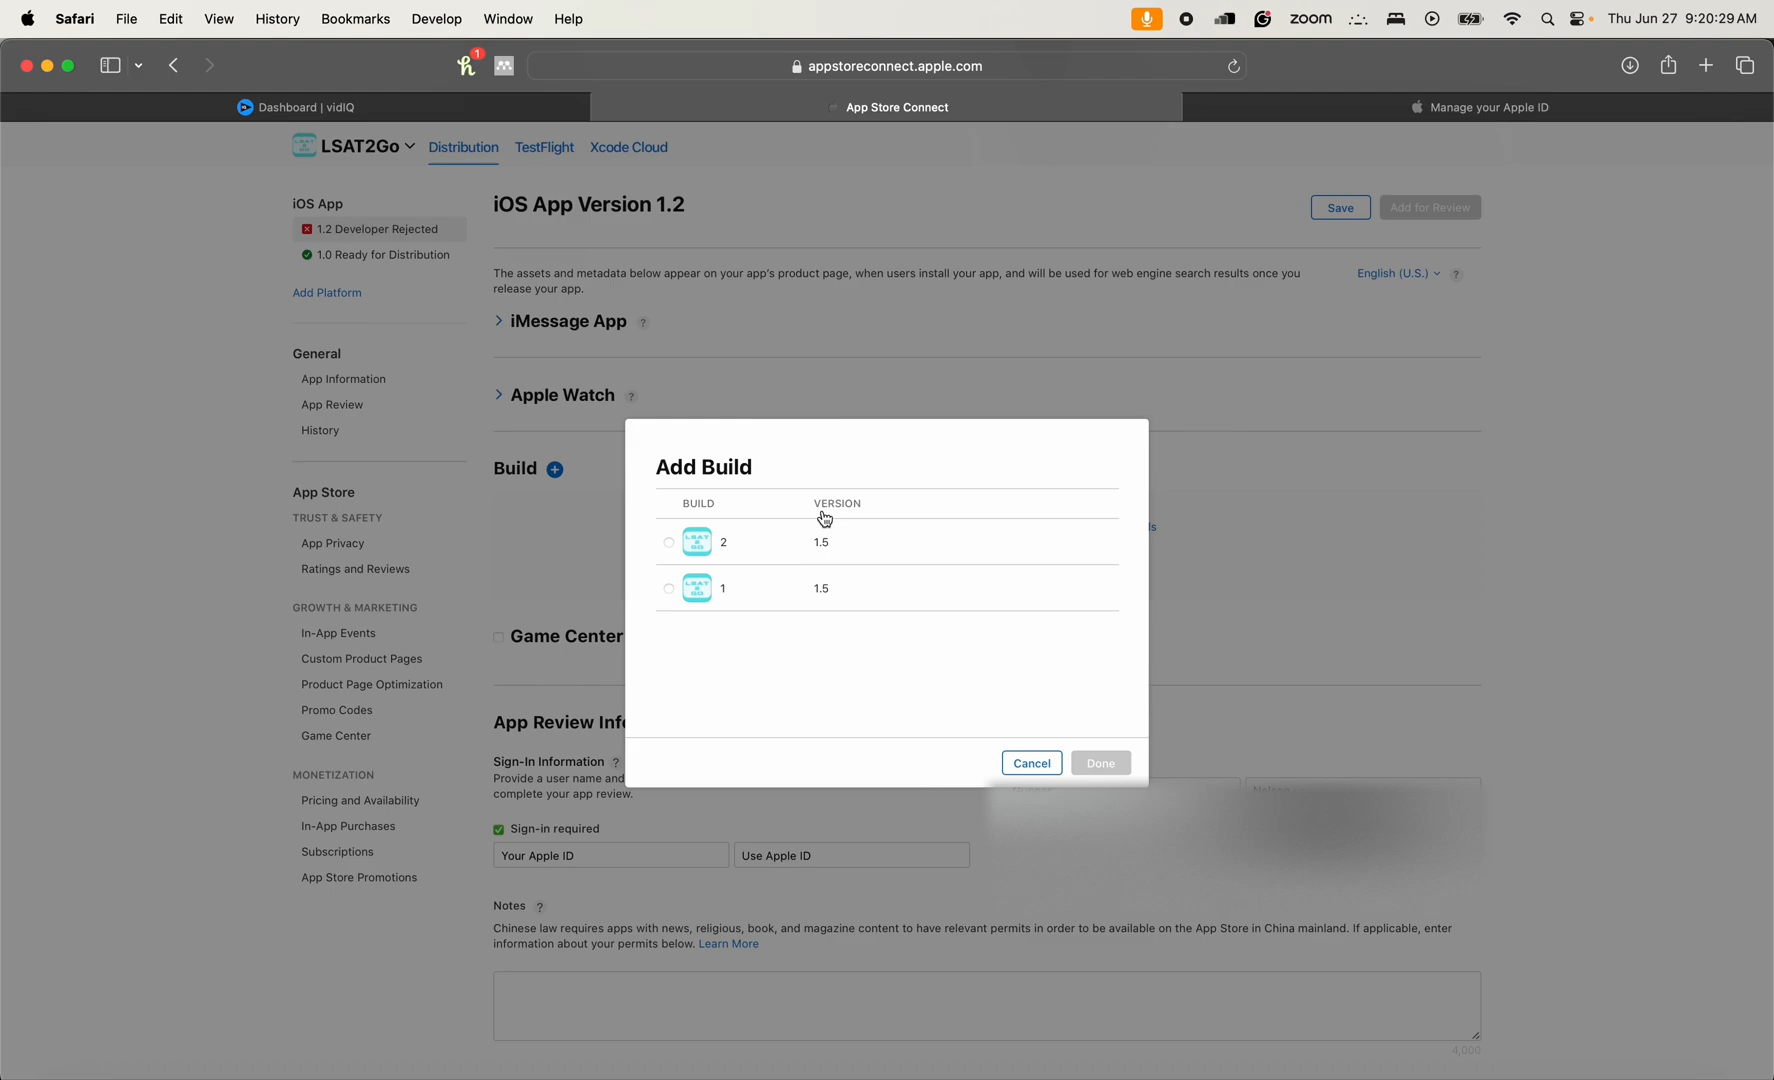 Safari File Edit View History Bookmarks Develop Window Help zoom Thu Jun 27 9:20:29 AM
1
appstoreconnect.apple.com
Dashboard | vidIQ App Store Connect Manage your Apple ID
LSAT2Go Distribution TestFlight Xcode Cloud
iOS App
1.2 Developer Rejected
1.0 Ready for Distribution
Add Platform
General
App Information
App Review
History
App Store
TRUST & SAFETY
App Privacy
Ratings and Reviews
GROWTH & MARKETING
In-App Events
Custom Product Pages
Product Page Optimization
Promo Codes
Game Center
MONETIZATION
Pricing and Availability
In-App Purchases
Subscriptions
App Store Promotions
iOS App Version 1.2
Save Add for Review
The assets and metadata below appear on your app's product page, when users install your app, and will be used for web engine search results once you
release your app.
English (U.S.) ?
iMessage App ?
Apple Watch ?
Build
Add Build
BUILD VERSION
LSAT 2 GO 2 1.5
LSAT 2 GO 1 1.5
Cancel Done
Game Center
App Review Inf
Sign-In Information ?
Provide a user name and
complete your app review.
Sign-in required
Your Apple ID Use Apple ID
Notes ?
Chinese law requires apps with news, religious, book, and magazine content to have relevant permits in order to be available on the App Store in China mainland. If applicable, enter
information about your permits below. Learn More
4,000